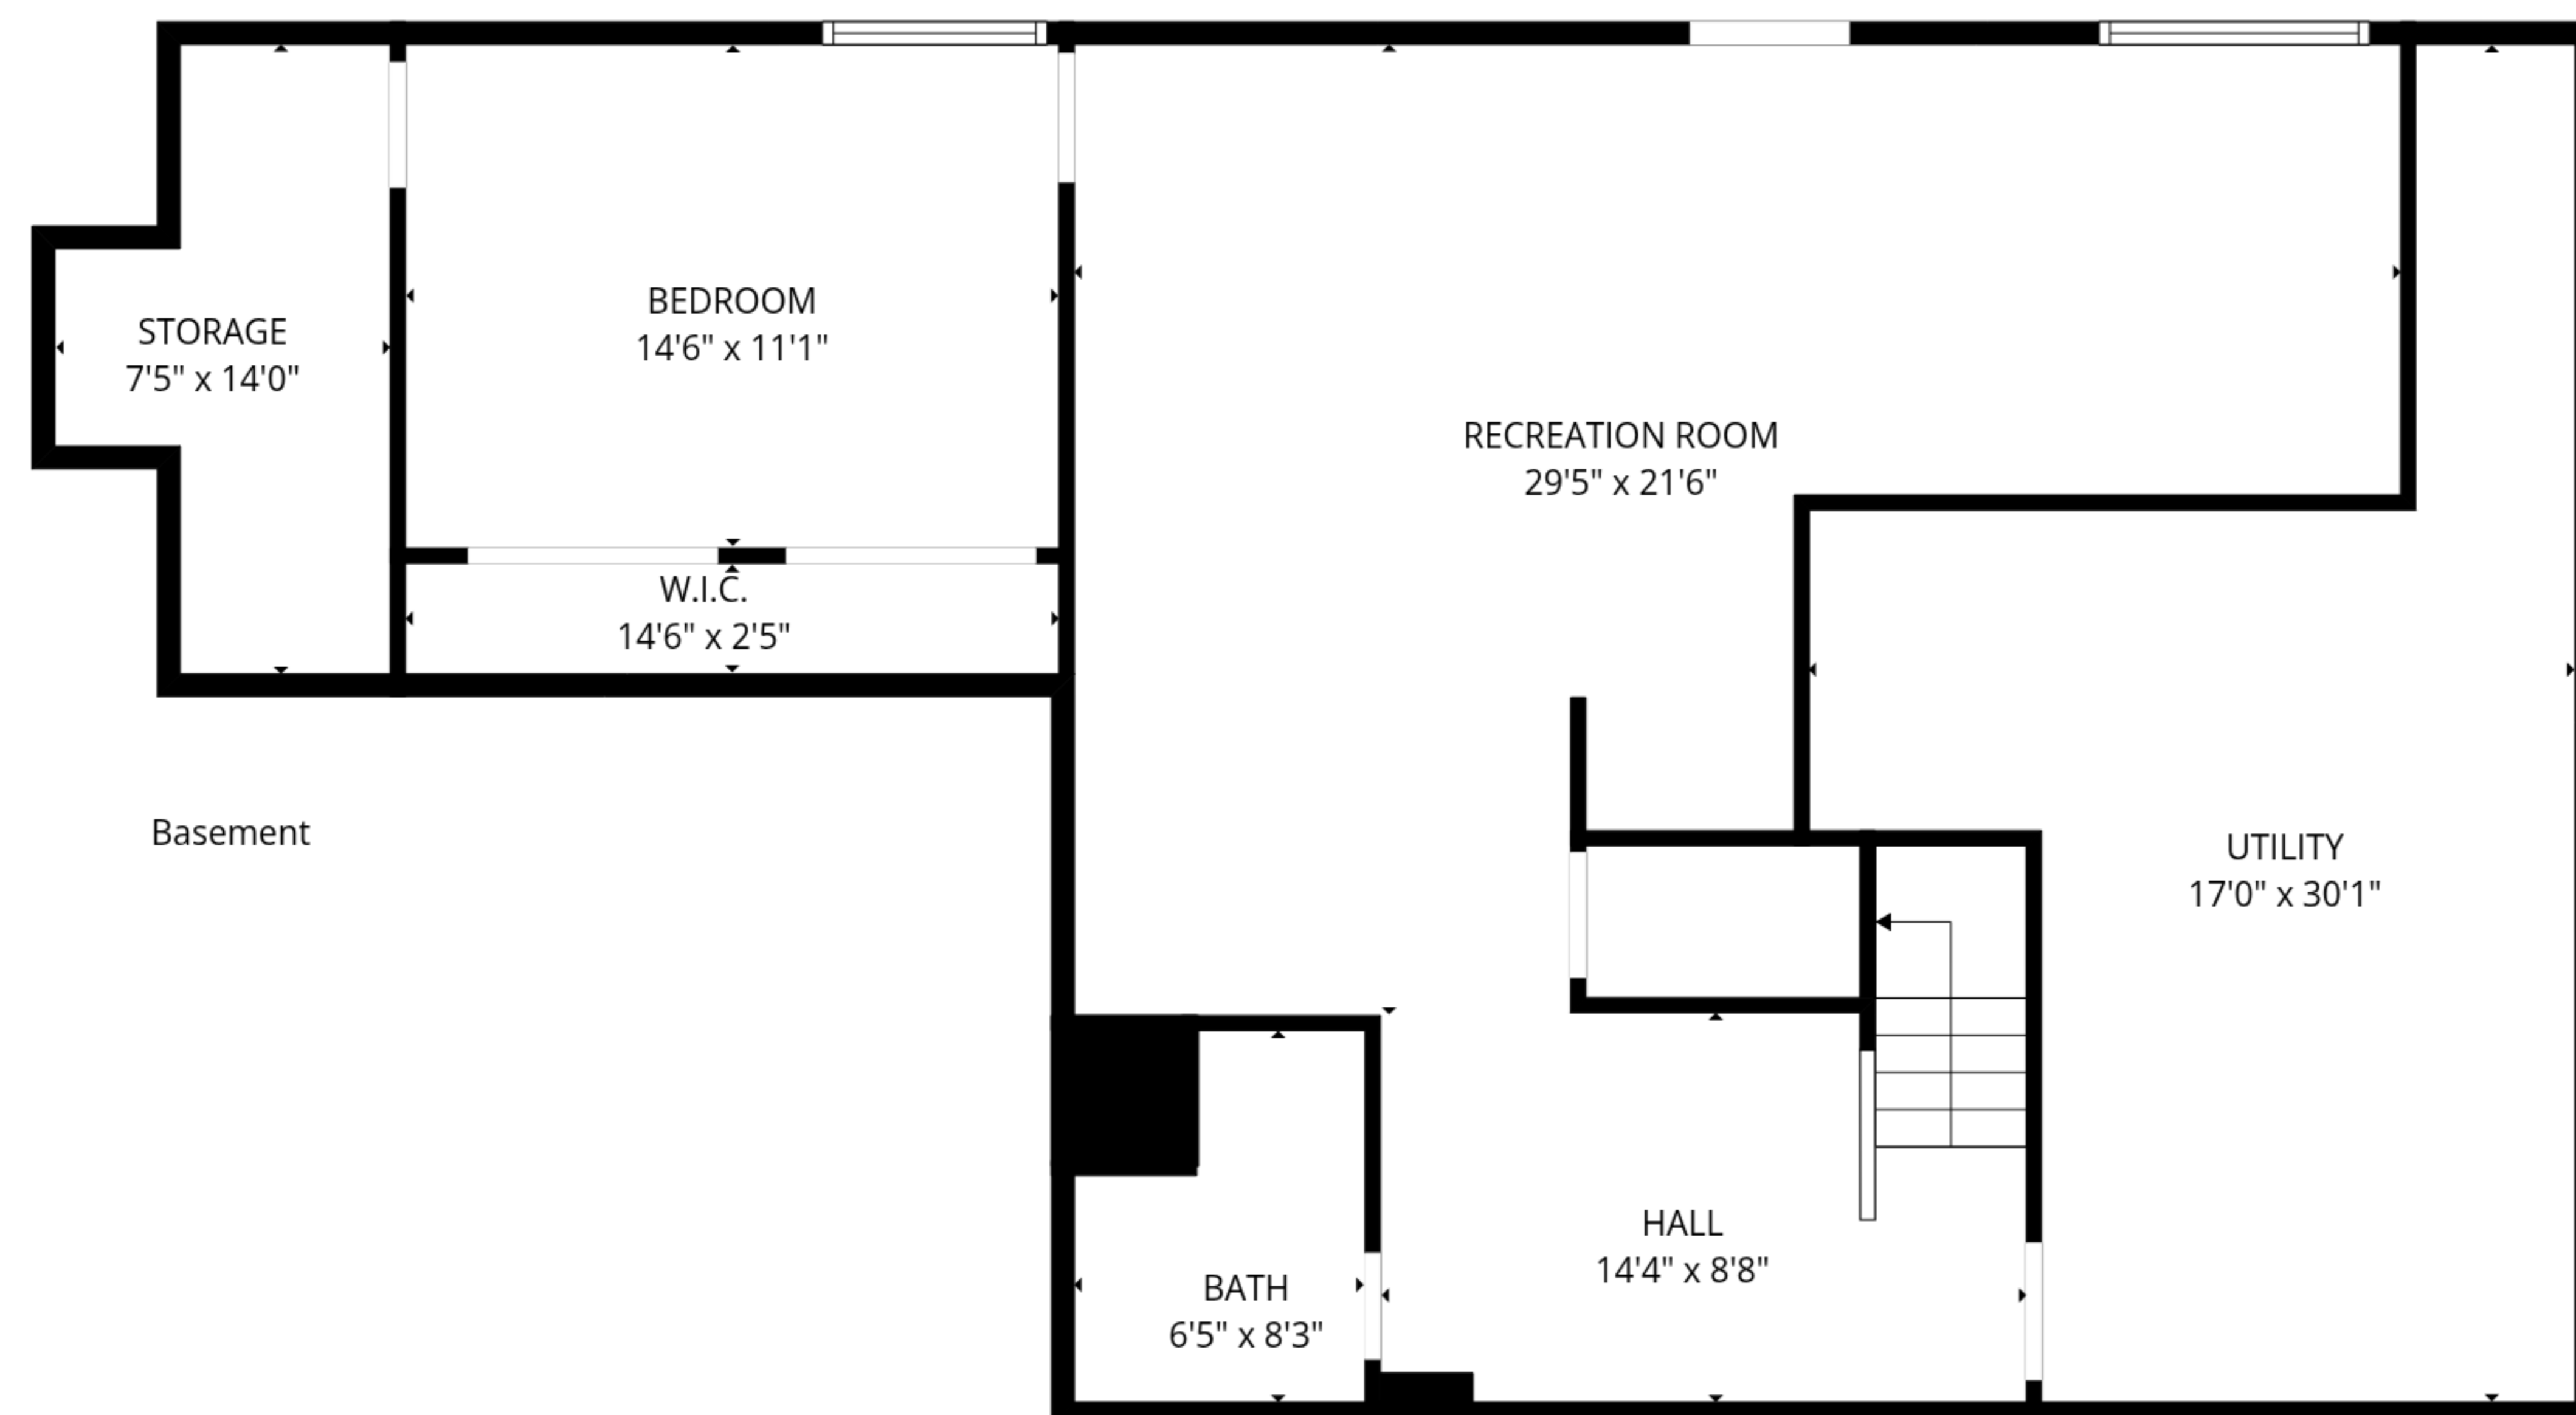 BEDROOM
14'6" x 11'1"
STORAGE
7'5" x 14'0"
RECREATION ROOM
29'5" x 21'6"
W.I.C.
14'6" x 2'5"
Basement
UTILITY
17'0" x 30'1"
HALL
14'4" x 8'8"
BATH
6'5" x 8'3"